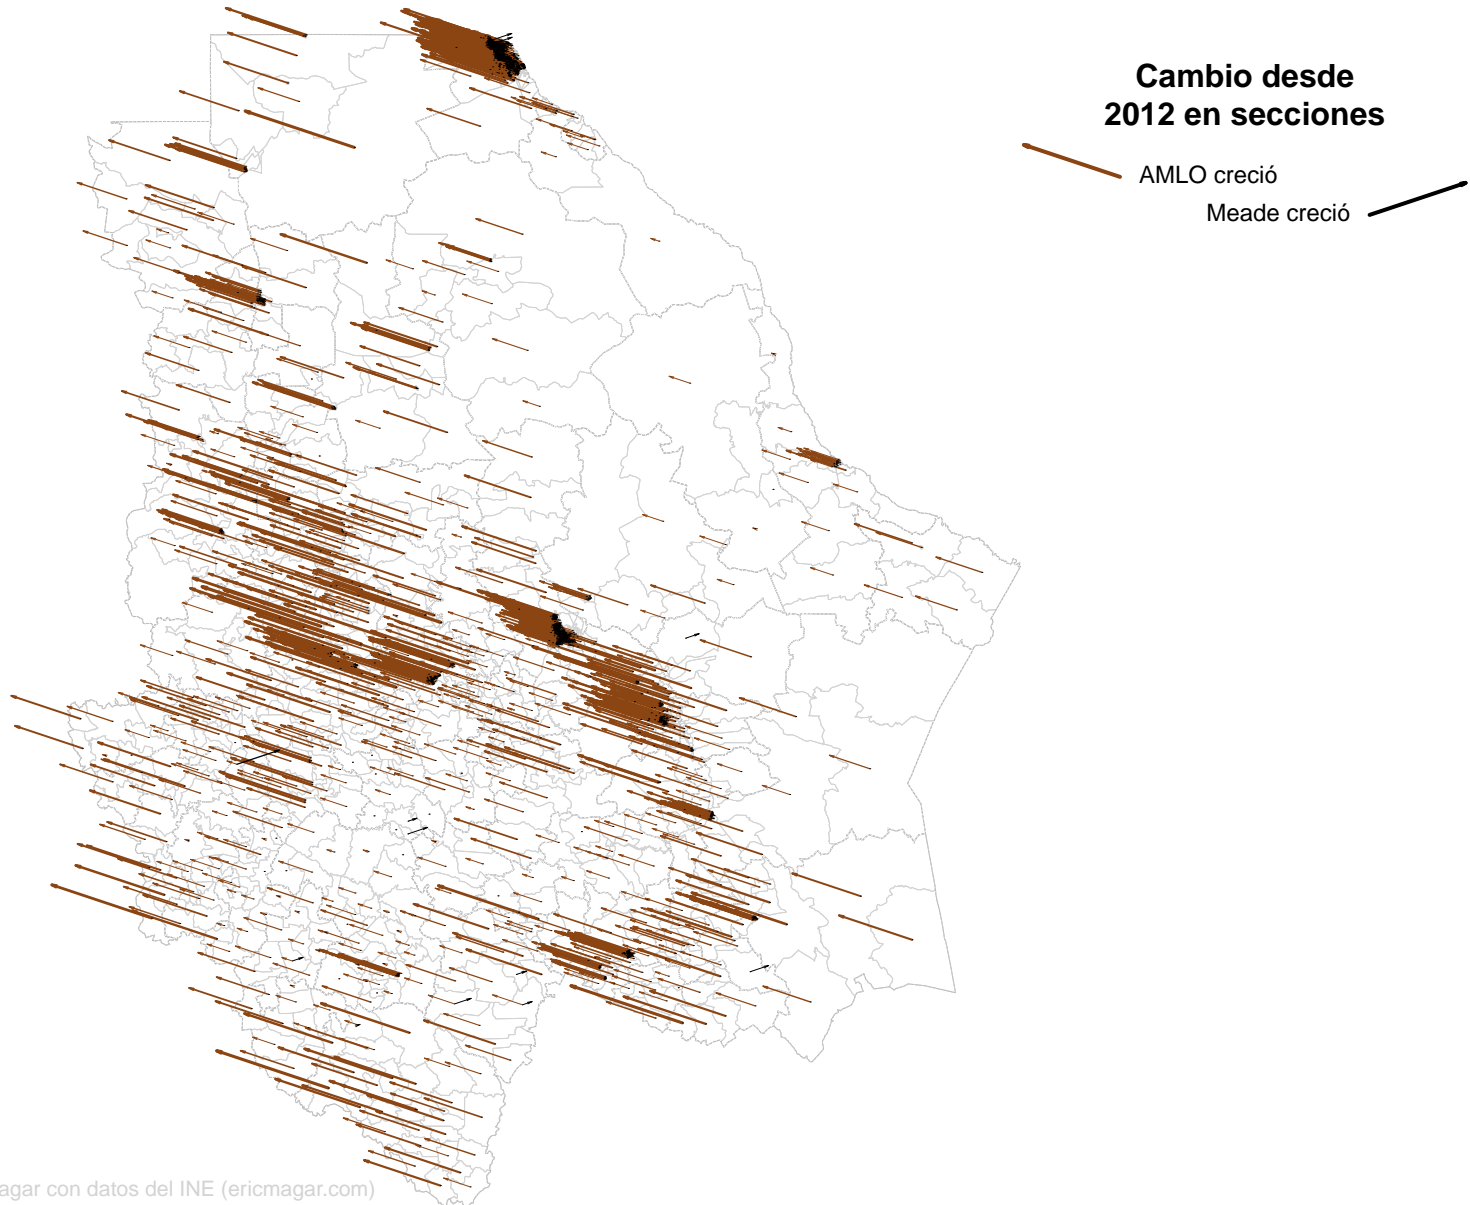 Cambio desde
2012 en secciones
AMLO creció
Meade creció
agar con datos del INE (ericmagar.com)